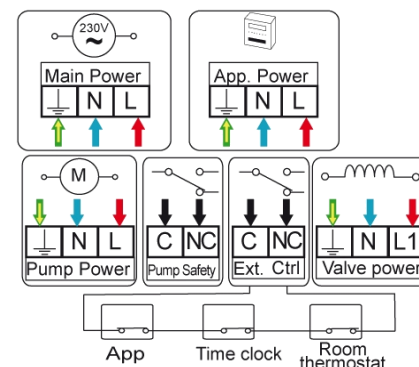 230V
Main Power
N L
App. Power
N L
M
N L
Pump Power
C NC
Pump Safety
C NC
Ext. Ctrl
N L1
Valve power
App
Time clock
Room
thermostat